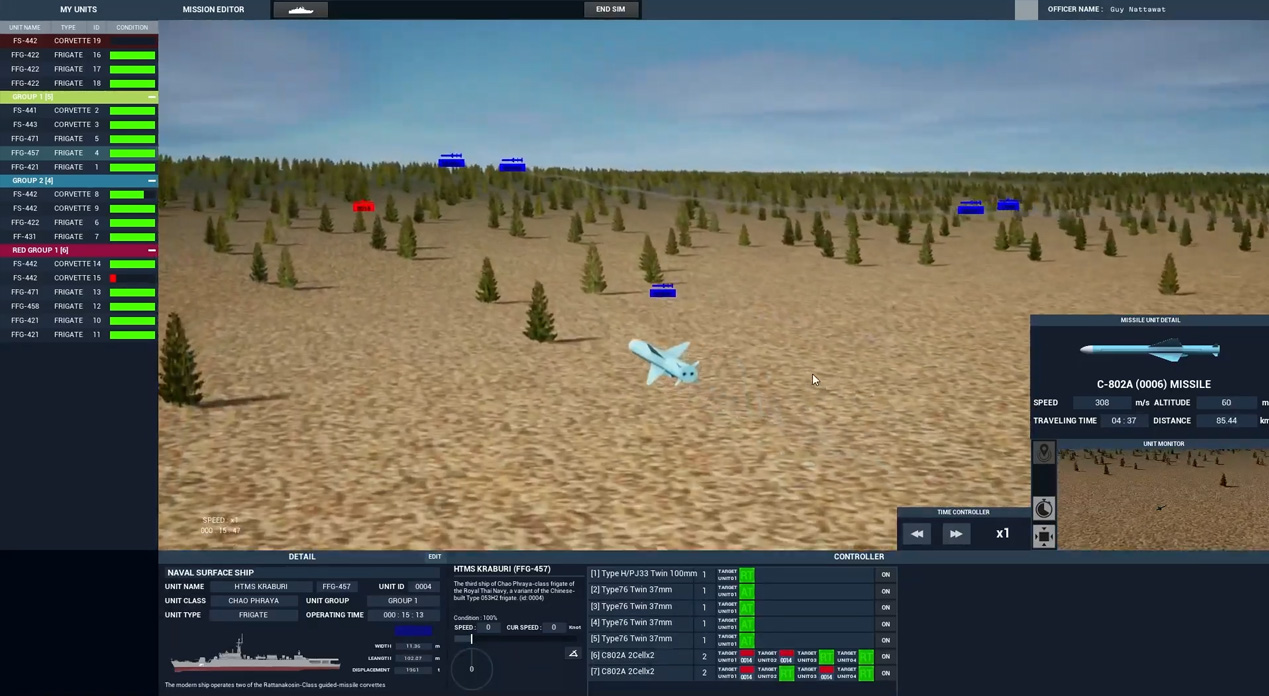 MY UNITS
MISSION EDITOR
END SIM
OFFICER NAME : Guy Nattawat
UNIT NAME TYPE ID CONDITION
FS-442 CORVETTE 19
FFG-422 FRIGATE 16
FFG-422 FRIGATE 17
FFG-422 FRIGATE 18
GROUP 1 [5]
FS-441 CORVETTE 2
FS-443 CORVETTE 3
FFG-471 FRIGATE 5
FFG-457 FRIGATE 4
FFG-421 FRIGATE 1
GROUP 2 [4]
FS-442 CORVETTE 8
FS-442 CORVETTE 9
FFG-422 FRIGATE 6
FF-431 FRIGATE 7
RED GROUP 1 [6]
FS-442 CORVETTE 14
FS-442 CORVETTE 15
FFG-471 FRIGATE 13
FFG-458 FRIGATE 12
FFG-421 FRIGATE 10
FFG-421 FRIGATE 11
MISSILE UNIT DETAIL
C-802A (0006) MISSILE
SPEED 308 m/s ALTITUDE 60 m
TRAVELING TIME 04 : 37 DISTANCE 85.44 km
UNIT MONITOR
SPEED : x1
000 : 15 : 47
TIME CONTROLLER
x1
DETAIL
EDIT
CONTROLLER
NAVAL SURFACE SHIP
UNIT NAME HTMS KRABURI FFG-457 UNIT ID 0004
UNIT CLASS CHAO PHRAYA UNIT GROUP GROUP 1
UNIT TYPE FRIGATE OPERATING TIME 000 : 15 : 13
WIDTH 11.36 m
LEANGTH 103.27 m
DISPLACEMENT 1961 t
The modern ship operates two of the Rattanakosin-Class guided-missile corvettes
HTMS KRABURI (FFG-457)
The third ship of Chao Phraya-class frigate of
the Royal Thai Navy, a variant of the Chinese-
built Type 053H2 frigate. (id: 0004)
Condition : 100%
SPEED : 0 CUR SPEED : 0 Knot
0
[1] Type H/PJ33 Twin 100mm 1 TARGET UNIT01 RT ON
[2] Type76 Twin 37mm 1 TARGET UNIT01 AT ON
[3] Type76 Twin 37mm 1 TARGET UNIT01 AT ON
[4] Type76 Twin 37mm 1 TARGET UNIT01 AT ON
[5] Type76 Twin 37mm 1 TARGET UNIT01 AT ON
[6] C802A 2Cellx2 2 TARGET UNIT01 0014 TARGET UNIT02 0014 TARGET UNIT03 RT TARGET UNIT04 RT ON
[7] C802A 2Cellx2 2 TARGET UNIT01 0014 TARGET UNIT02 RT TARGET UNIT03 0014 TARGET UNIT04 RT ON